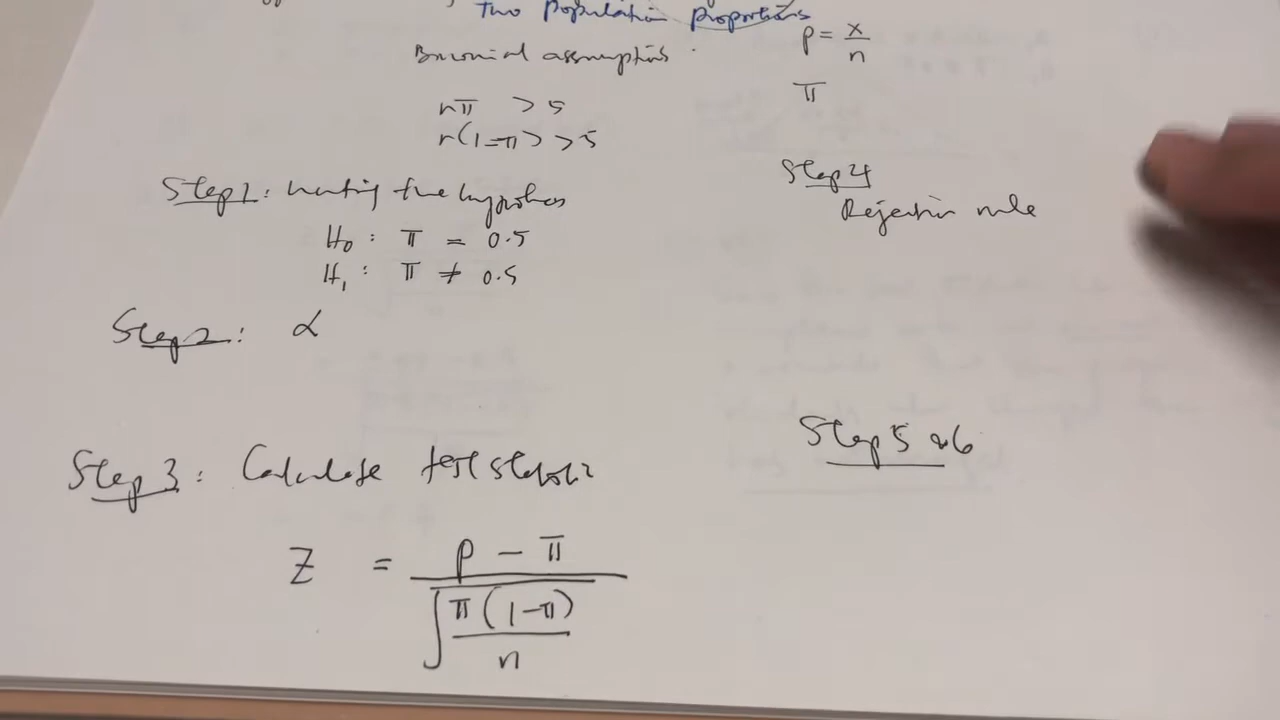 two Population proportions
Binomial assumptions
nπ > 5
n(1-π) > 5
p = x/n
π
Step 1: writing the hypotheses
H₀ : π = 0.5
H₁ : π ≠ 0.5
Step 2: α
Step 3: Calculate test statistic
Z = (p - π) / √(π(1-π)/n)
Step 4
Rejection rule
Step 5 & 6